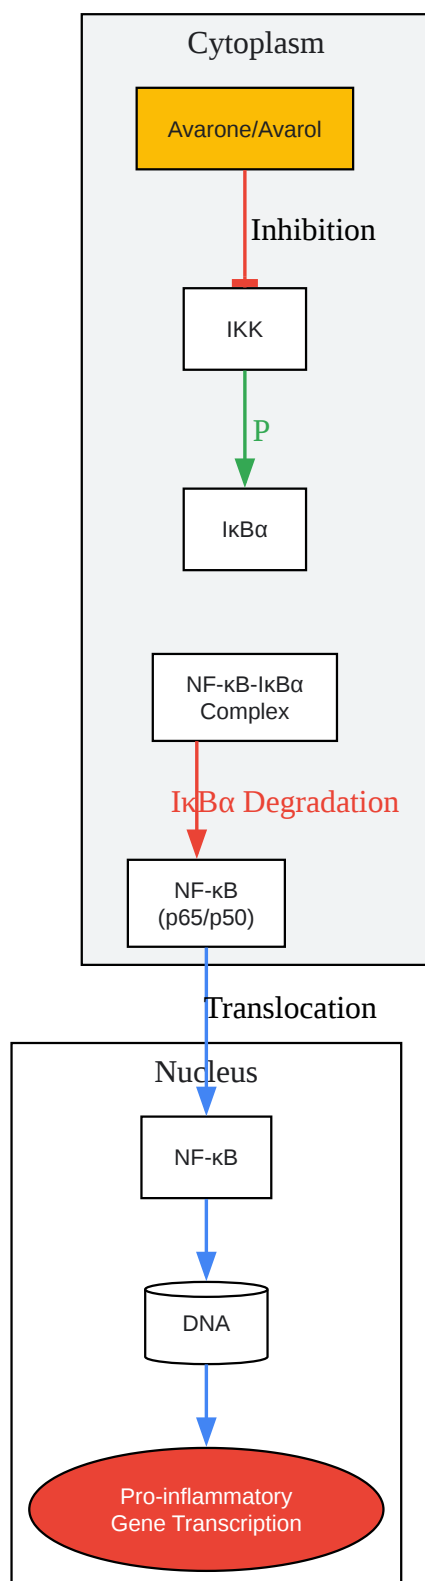 Cytoplasm
Avarone/Avarol
Inhibition
IKK
P
IκBα
NF-κB-IκBα
Complex
IκBα Degradation
NF-κB
(p65/p50)
Translocation
Nucleus
NF-κB
DNA
Pro-inflammatory
Gene Transcription